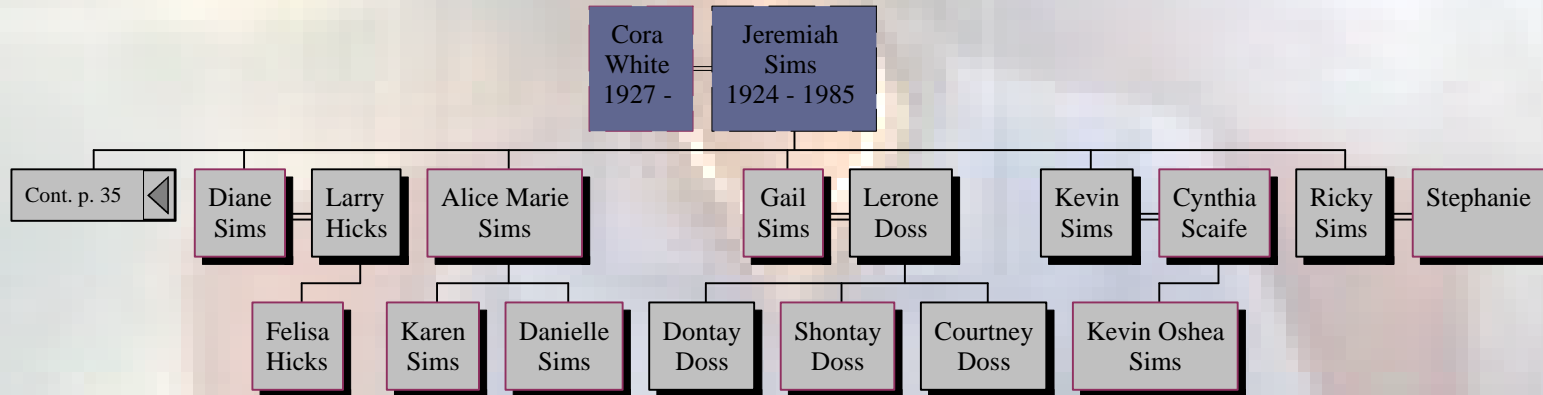 Cora
White
1927 -
Jeremiah
Sims
1924 - 1985
Cont. p. 35
Diane
Sims
Larry
Hicks
Alice Marie
Sims
Gail
Sims
Lerone
Doss
Kevin
Sims
Cynthia
Scaife
Ricky
Sims
Stephanie
Felisa
Hicks
Karen
Sims
Danielle
Sims
Dontay
Doss
Shontay
Doss
Courtney
Doss
Kevin Oshea
Sims